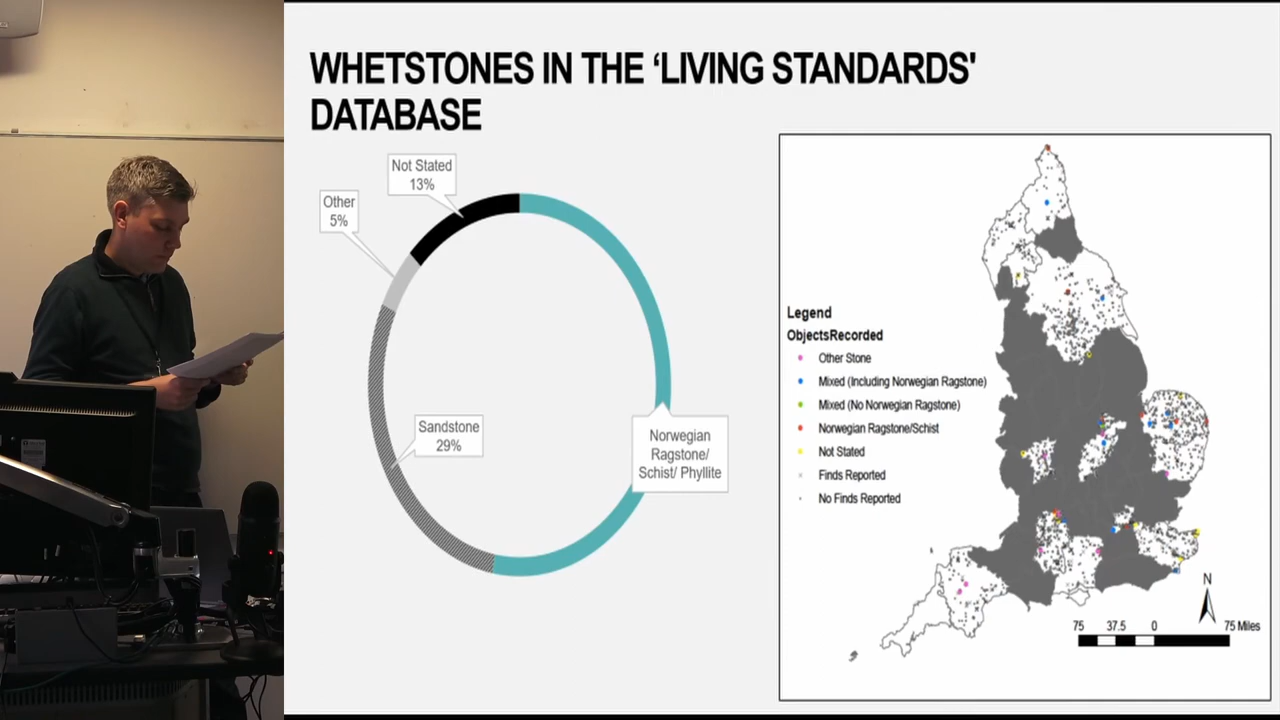 WHETSTONES IN THE ‘LIVING STANDARDS'
DATABASE
Not Stated
13%
Other
5%
Sandstone
29%
Norwegian
Ragstone/
Schist/ Phyllite
Legend
ObjectsRecorded
Other Stone
Mixed (Including Norwegian Ragstone)
Mixed (No Norwegian Ragstone)
Norwegian Ragstone/Schist
Not Stated
Finds Reported
No Finds Reported
N
75 37.5 0 75 Miles